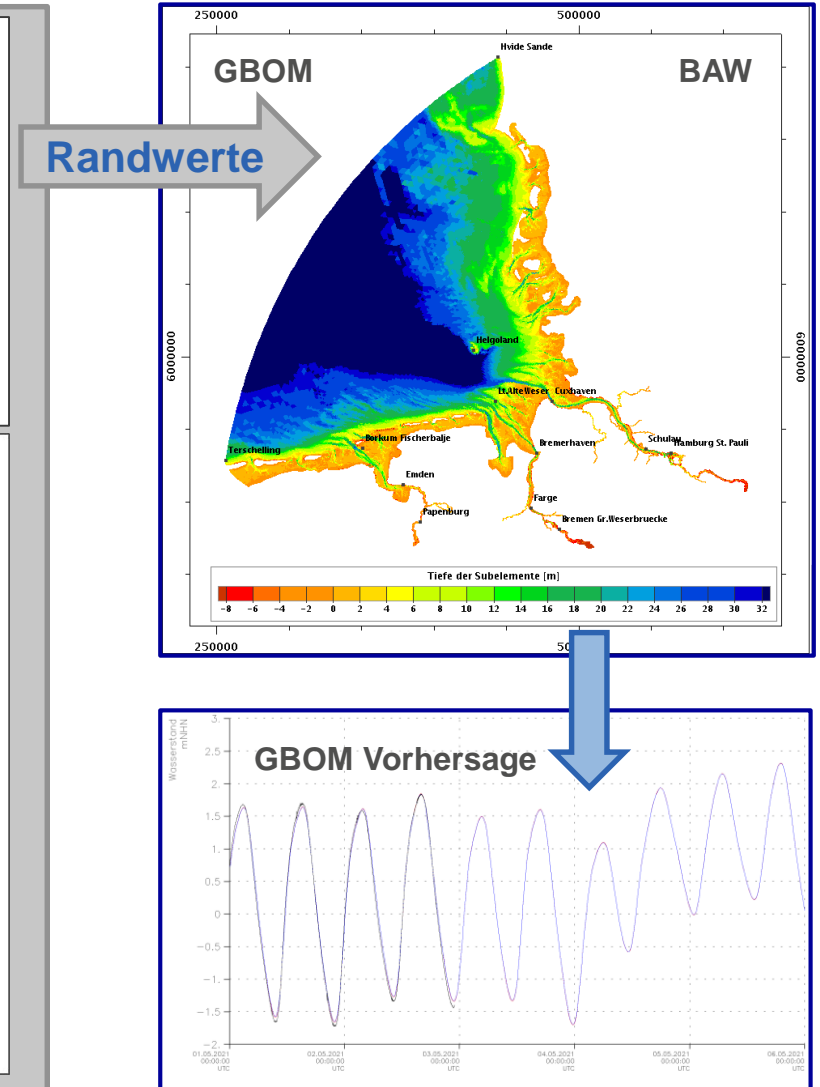 250000 500000
Hvide Sande
GBOM BAW
Randwerte
6000000 6000000
Helgoland
Lt.AlteWeser Cuxhaven
Borkum Fischerbalje
Terschelling
Bremerhaven
Schulau
Hamburg St. Pauli
Emden
Farge
Papenburg
Bremen Gr.Weserbruecke
Tiefe der Subelemente [m]
-8 -6 -4 -2 0 2 4 6 8 10 12 14 16 18 20 22 24 26 28 30 32
250000
Wasserstand
mNHN
GBOM Vorhersage
3.
2.5
2.
1.5
1.
0.5
0
-0.5
-1.
-1.5
-2.
01.05.2021 02.05.2021 03.05.2021 04.05.2021 05.05.2021 06.05.2021
00:00:00 00:00:00 00:00:00 00:00:00 00:00:00 00:00:00
UTC UTC UTC UTC UTC UTC